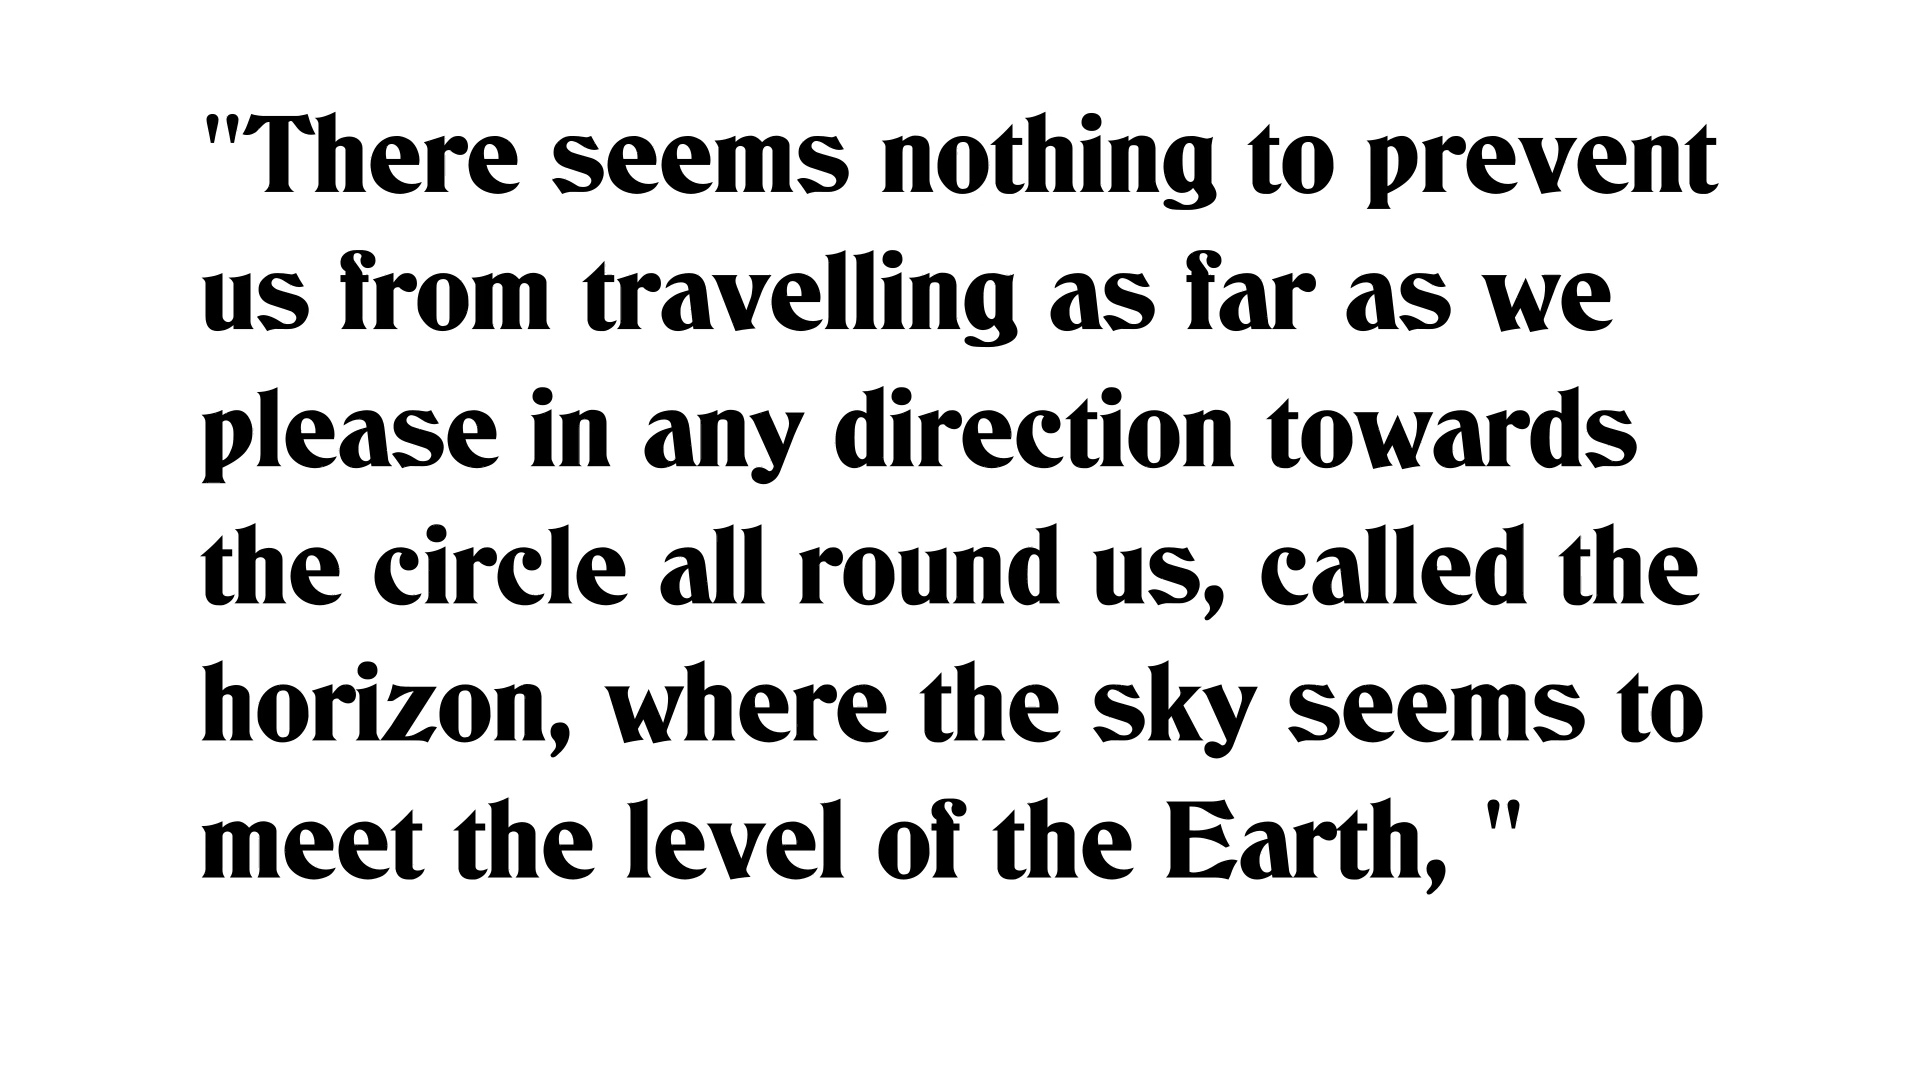 "There seems nothing to prevent
us from travelling as far as we
please in any direction towards
the circle all round us, called the
horizon, where the sky seems to
meet the level of the Earth, "